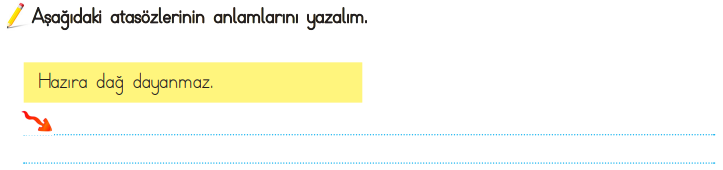 Aşağıdaki atasözlerinin anlamlarını yazalım.
Hazıra dağ dayanmaz.